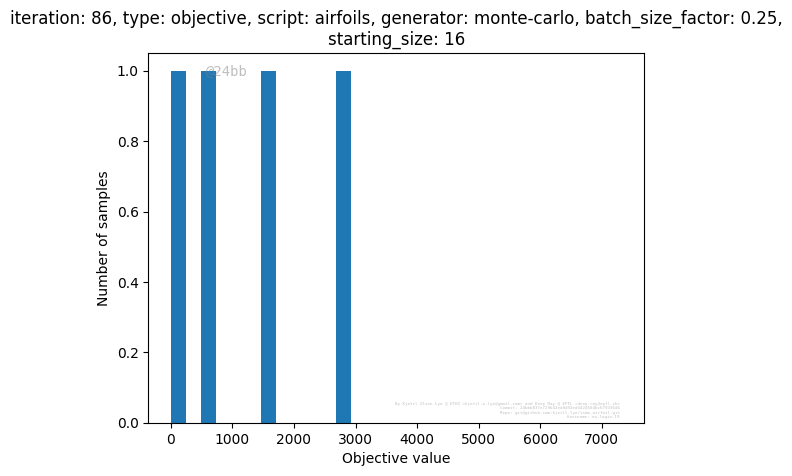 iteration: 86, type: objective, script: airfoils, generator: monte-carlo, batch_size_factor: 0.25,
starting_size: 16
@24bb
1.0
0.8
0.6
0.4
0.2
0.0
Number of samples
0 1000 2000 3000 4000 5000 6000 7000
Objective value